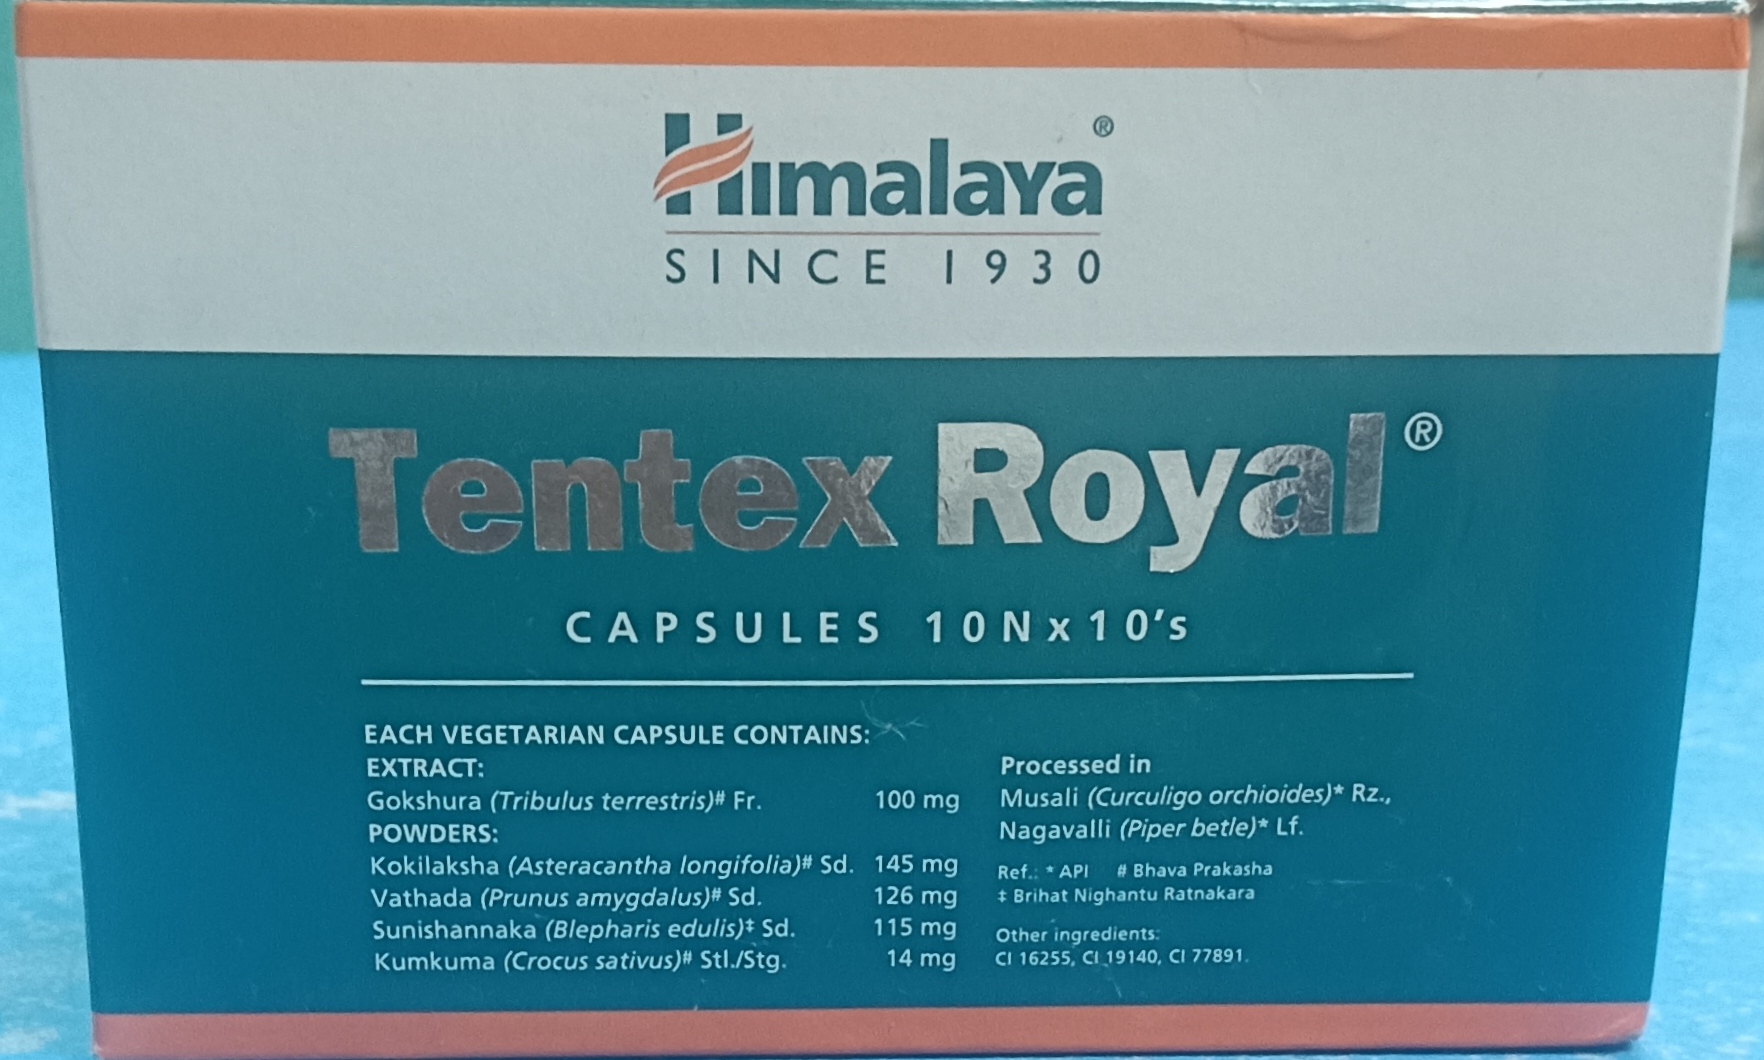 Himalaya®
SINCE 1930
Tentex Royal®
CAPSULES 10Nx10's
EACH VEGETARIAN CAPSULE CONTAINS:
EXTRACT:
Gokshura (Tribulus terrestris)# Fr. 100 mg
POWDERS:
Kokilaksha (Asteracantha longifolia)# Sd. 145 mg
Vathada (Prunus amygdalus)# Sd. 126 mg
Sunishannaka (Blepharis edulis)‡ Sd. 115 mg
Kumkuma (Crocus sativus)# Stl./Stg. 14 mg
Processed in
Musali (Curculigo orchioides)* Rz.,
Nagavalli (Piper betle)* Lf.
Ref.: * API # Bhava Prakasha
‡ Brihat Nighantu Ratnakara
Other ingredients:
CI 16255, CI 19140, CI 77891.